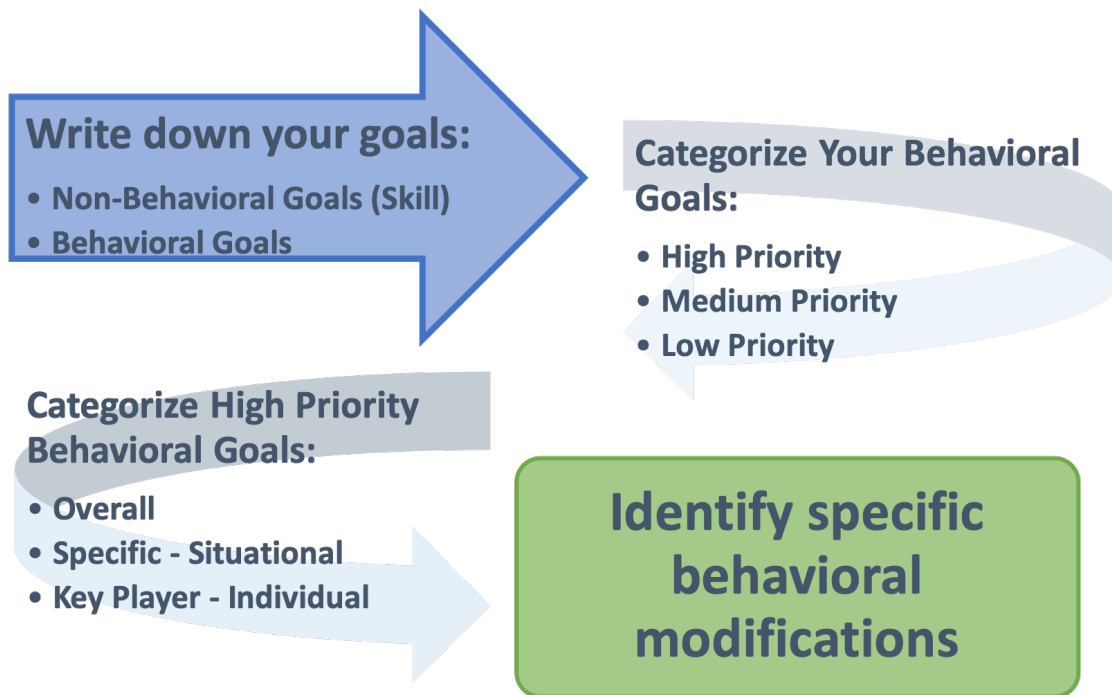 Write down your goals:
• Non-Behavioral Goals (Skill)
• Behavioral Goals
Categorize Your Behavioral
Goals:
• High Priority
• Medium Priority
• Low Priority
Categorize High Priority
Behavioral Goals:
• Overall
• Specific - Situational
• Key Player - Individual
Identify specific
behavioral
modifications